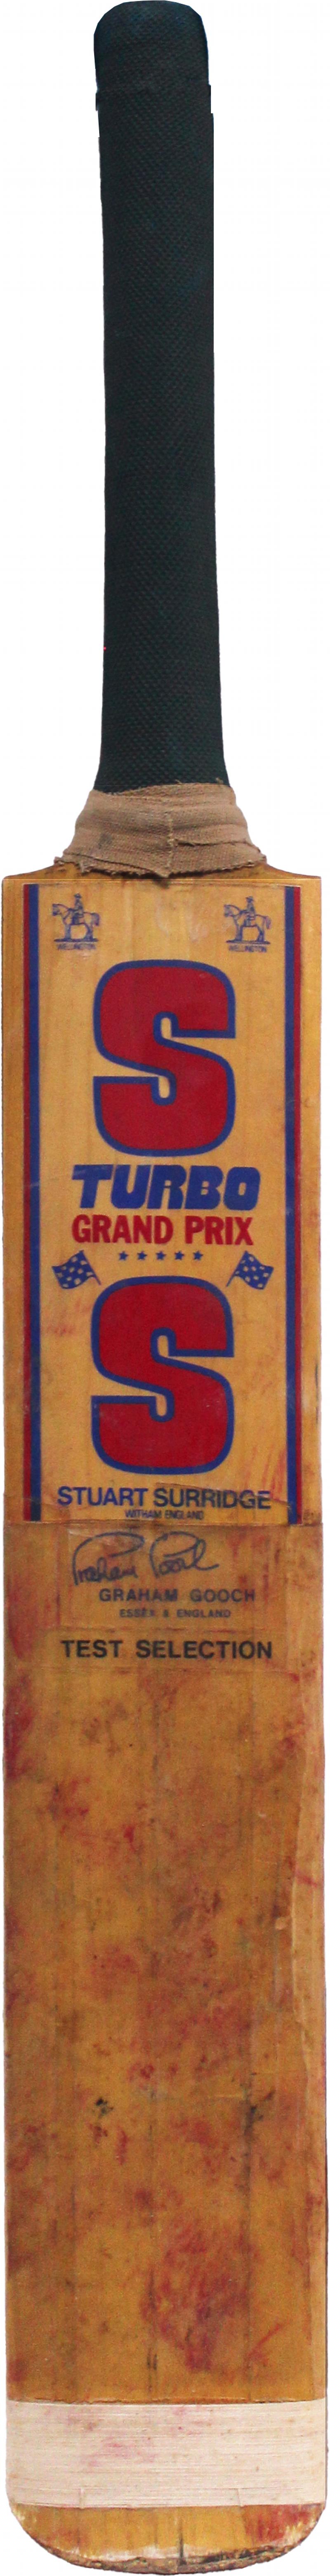 WELLINGTON WELLINGTON
S
TURBO
GRAND PRIX
S
STUART SURRIDGE
WITHAM ENGLAND
Graham Gooch
GRAHAM GOOCH
ESSEX & ENGLAND
TEST SELECTION